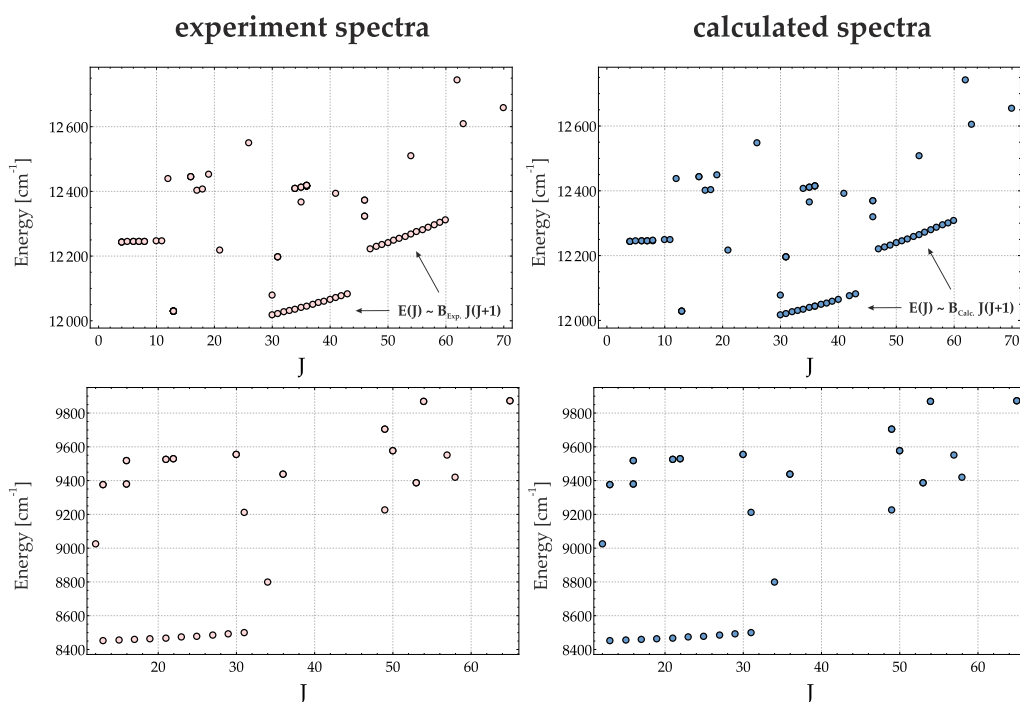 experiment spectra
calculated spectra
12 600
12 400
12 200
12 000
Energy [cm⁻¹]
0 10 20 30 40 50 60 70
J
E(J) ~ B_Exp. J(J+1)
12 600
12 400
12 200
12 000
Energy [cm⁻¹]
0 10 20 30 40 50 60 70
J
E(J) ~ B_Calc. J(J+1)
9800
9600
9400
9200
9000
8800
8600
8400
Energy [cm⁻¹]
20 30 40 50 60
J
9800
9600
9400
9200
9000
8800
8600
8400
Energy [cm⁻¹]
20 30 40 50 60
J